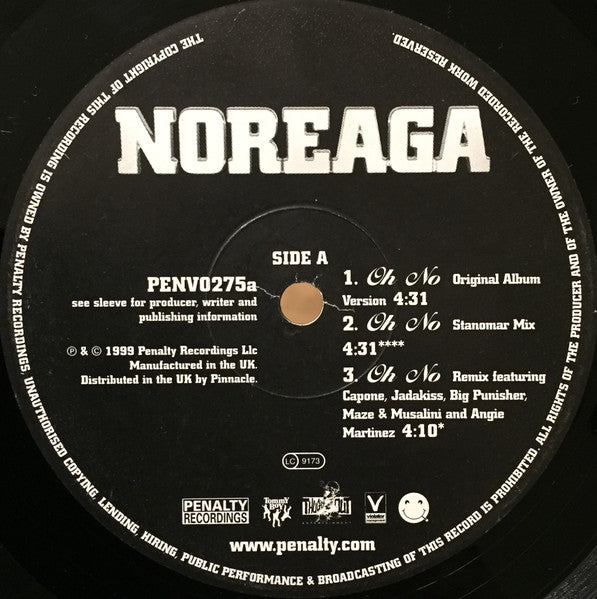 NOREAGA
SIDE A
PENV0275a
see sleeve for producer, writer and
publishing information
℗ & © 1999 Penalty Recordings Llc
Manufactured in the UK.
Distributed in the UK by Pinnacle.
1. Oh No Original Album
Version 4:31
2. Oh No Stanomar Mix
4:31****
3. Oh No Remix featuring
Capone, Jadakiss, Big Punisher,
Maze & Musalini and Angie
Martinez 4:10*
LC 9173
PENALTY
RECORDINGS
Tommy
Boy
V
violator
management
www.penalty.com
THE COPYRIGHT OF THIS RECORDING IS OWNED BY PENALTY RECORDINGS. UNAUTHORISED COPYING, LENDING, HIRING, PUBLIC PERFORMANCE & BROADCASTING OF THIS RECORD IS PROHIBITED. ALL RIGHTS OF THE PRODUCER AND OF THE OWNER OF THE RECORDED WORK RESERVED.